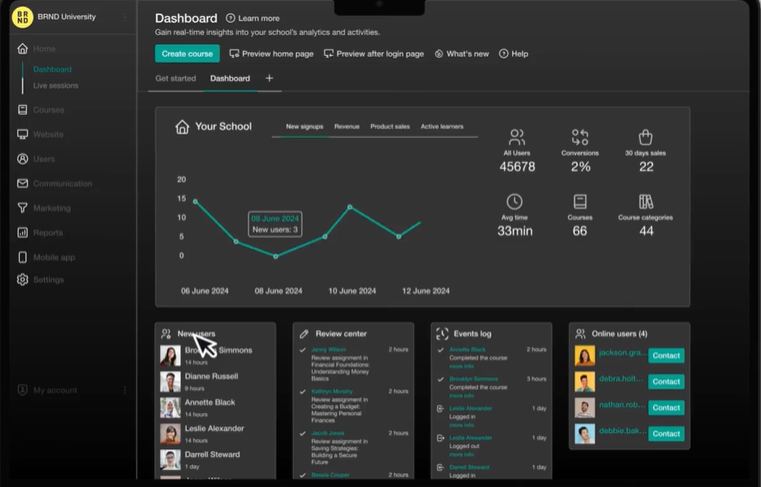 BR
ND
BRND University
Home
Dashboard
Live sessions
Courses
Website
Users
Communication
Marketing
Reports
Mobile app
Settings
My account
Dashboard
Learn more
Gain real-time insights into your school's analytics and activities.
Create course
Preview home page
Preview after login page
What's new
Help
Get started
Dashboard
+
Your School
New signups
Revenue
Product sales
Active learners
20
15
10
5
0
08 June 2024
New users: 3
06 June 2024
08 June 2024
10 June 2024
12 June 2024
All Users
45678
Conversions
2%
30 days sales
22
Avg time
33min
Courses
66
Course categories
44
New users
Simmons
14 hours
Dianne Russell
9 hours
Annette Black
14 hours
Leslie Alexander
14 hours
Darrell Steward
1 day
Review center
Jenny Wilson
2 hours
Review assignment in
Financial Foundations:
Understanding Money
Basics
Kathryn Murphy
2 hours
Review assignment in
Creating a Budget:
Mastering Personal
Finances
Jacob Jones
2 hours
Review assignment in
Saving Strategies:
Building a Secure
Future
Cooper
2 hours
Events log
Annette Black
2 hours
Completed the course
more info
Brooklyn Simmons
3 hours
Completed the course
more info
Leslie Alexander
1 day
Logged in
more info
Leslie Alexander
1 day
Logged out
more info
Darrell Steward
1 day
Logged in
Online users (4)
jackson.gra...
Contact
debra.holt...
Contact
nathan.rob...
Contact
debbie.bak...
Contact